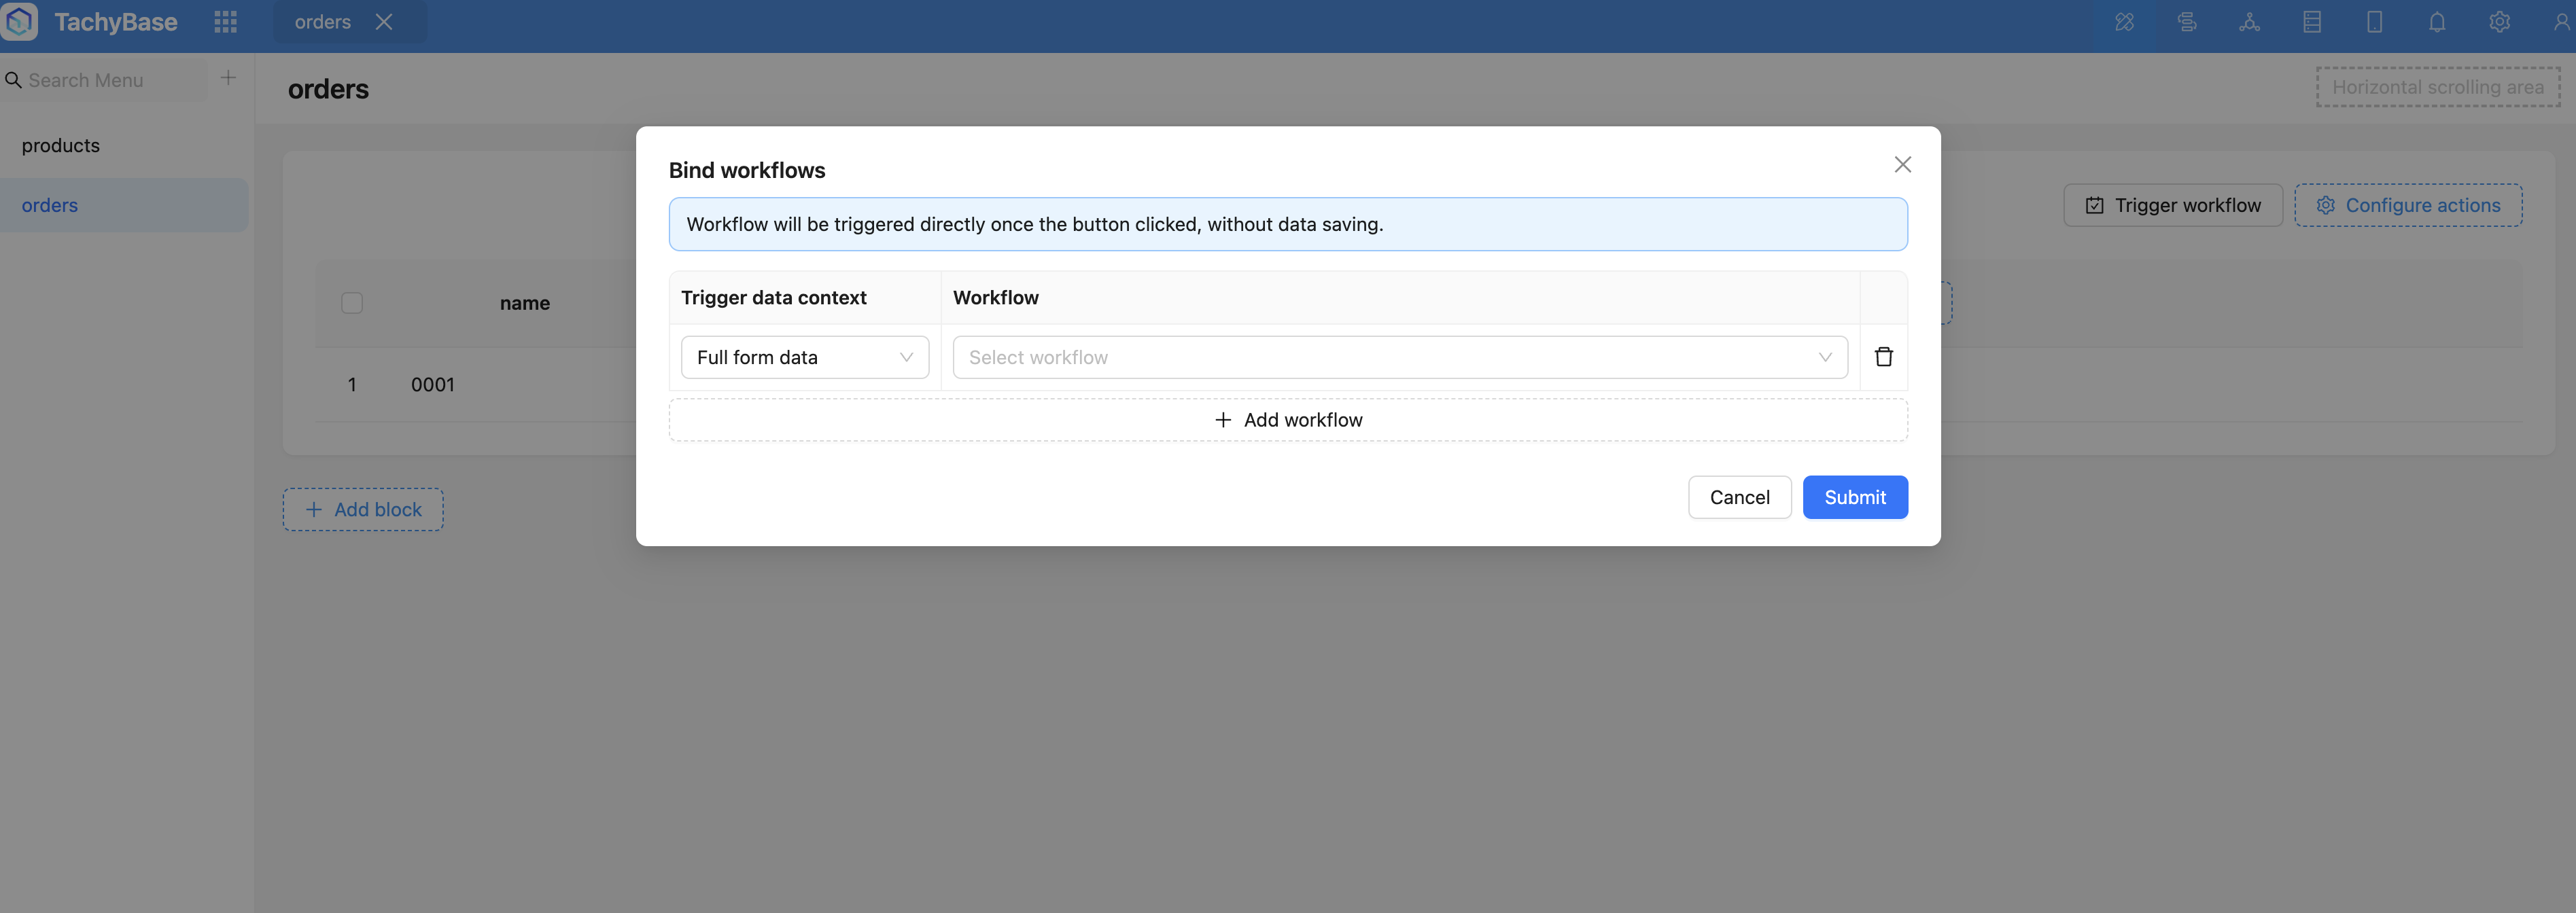 TachyBase
orders
Search Menu
orders
Horizontal scrolling area
products
orders
Trigger workflow
Configure actions
name
1
0001
Add block
Bind workflows
Workflow will be triggered directly once the button clicked, without data saving.
Trigger data context
Workflow
Full form data
Select workflow
Add workflow
Cancel
Submit